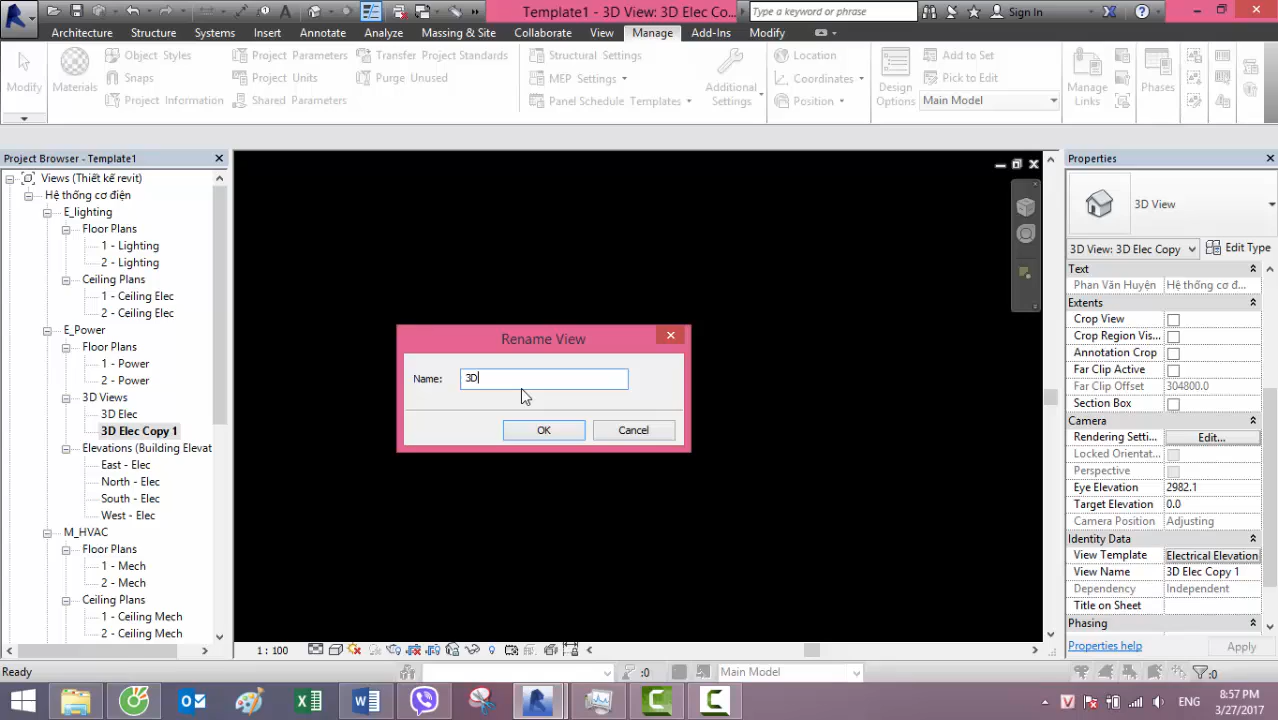 Template1 - 3D View: 3D Elec Co...
Type a keyword or phrase
Sign In
Architecture Structure Systems Insert Annotate Analyze Massing & Site Collaborate View Manage Add-Ins Modify
Modify
Materials
Object Styles
Snaps
Project Information
Project Parameters
Project Units
Shared Parameters
Transfer Project Standards
Purge Unused
Structural Settings
MEP Settings
Panel Schedule Templates
Additional
Settings
Location
Coordinates
Position
Design
Options
Add to Set
Pick to Edit
Main Model
Manage
Links
Phases
Project Browser - Template1
Views (Thiết kế revit)
Hệ thống cơ điện
E_lighting
Floor Plans
1 - Lighting
2 - Lighting
Ceiling Plans
1 - Ceiling Elec
2 - Ceiling Elec
E_Power
Floor Plans
1 - Power
2 - Power
3D Views
3D Elec
3D Elec Copy 1
Elevations (Building Elevat
East - Elec
North - Elec
South - Elec
West - Elec
M_HVAC
Floor Plans
1 - Mech
2 - Mech
Ceiling Plans
1 - Ceiling Mech
2 - Ceiling Mech
Rename View
Name: 3D
OK Cancel
Properties
3D View
3D View: 3D Elec Copy Edit Type
Text
Phan Văn Huyện Hệ thống cơ đ...
Extents
Crop View
Crop Region Vis...
Annotation Crop
Far Clip Active
Far Clip Offset 304800.0
Section Box
Camera
Rendering Setti... Edit...
Locked Orientat...
Perspective
Eye Elevation 2982.1
Target Elevation 0.0
Camera Position Adjusting
Identity Data
View Template Electrical Elevation
View Name 3D Elec Copy 1
Dependency Independent
Title on Sheet
Phasing
Properties help Apply
1 : 100
Ready
:0
Main Model
:0
ENG
8:57 PM
3/27/2017